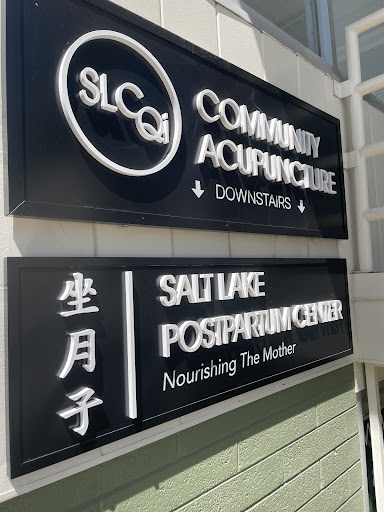 SLCQi
COMMUNITY
ACUPUNCTURE
↓ DOWNSTAIRS ↓
坐月子
SALT LAKE
POSTPARTUM CENTER
Nourishing The Mother